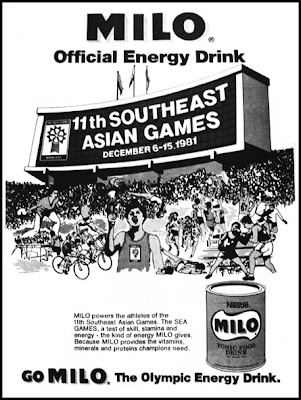 MILO®
Official Energy Drink
11th SOUTHEAST
ASIAN GAMES
DECEMBER 6-15.1981
MILO powers the athletes of the
11th Southeast Asian Games. The SEA
GAMES, a test of skill, stamina and
energy - the kind of energy MILO gives.
Because MILO provides the vitamins,
minerals and proteins champions need.
Nestlé
MILO
TONIC FOOD
DRINK
GO MILO. The Olympic Energy Drink.